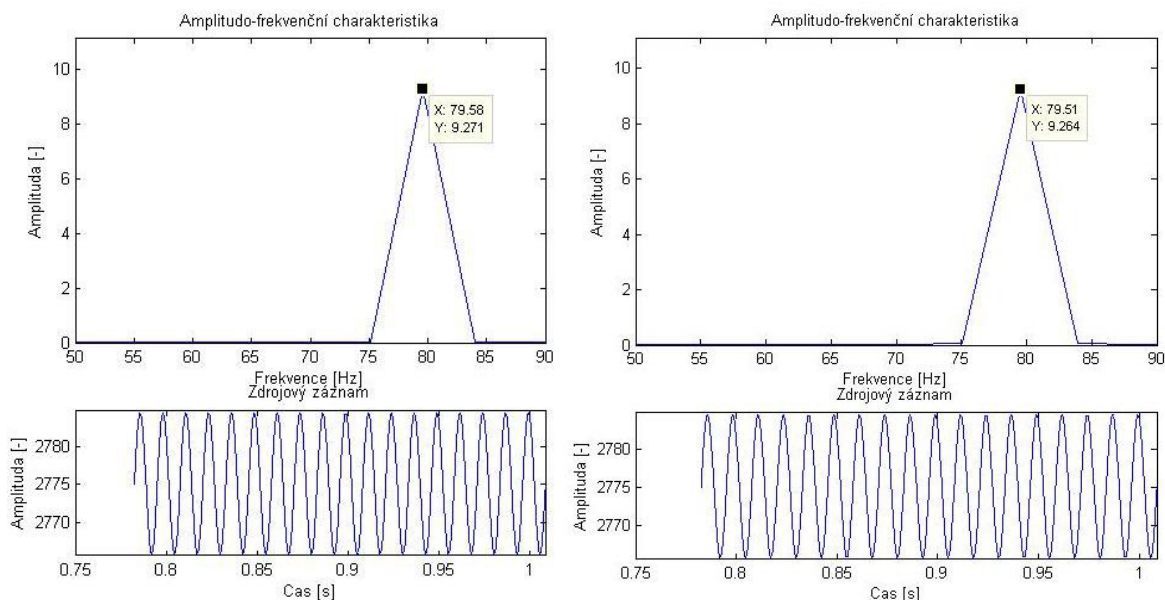 Amplitudo-frekvenční charakteristika
10
8
6
4
2
0
Amplituda [-]
X: 79.58
Y: 9.271
50 55 60 65 70 75 80 85 90
Frekvence [Hz]
Zdrojový záznam
2780
2775
2770
Amplituda [-]
0.75 0.8 0.85 0.9 0.95 1
Cas [s]
Amplitudo-frekvenční charakteristika
10
8
6
4
2
0
Amplituda [-]
X: 79.51
Y: 9.264
50 55 60 65 70 75 80 85 90
Frekvence [Hz]
Zdrojový záznam
2780
2775
2770
Amplituda [-]
0.75 0.8 0.85 0.9 0.95 1
Cas [s]